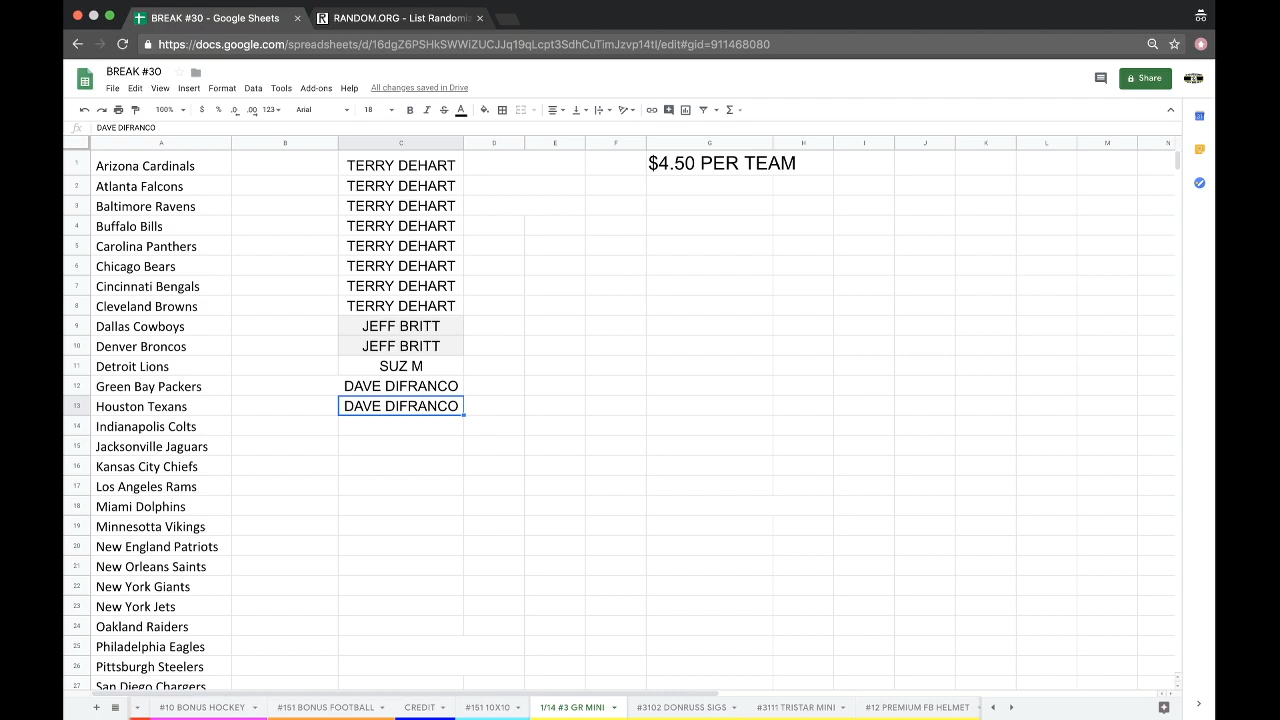 BREAK #30 - Google Sheets
RANDOM.ORG - List Randomi
https://docs.google.com/spreadsheets/d/16dgZ6PSHkSWWiZUCJJq19qLcpt3SdhCuTimJzvp14tI/edit#gid=911468080
BREAK #30
File Edit View Insert Format Data Tools Add-ons Help All changes saved in Drive
Share
100% $ % .0 .00 123 Arial 18 B I S A
fx DAVE DIFRANCO
A B C D E F G H I J K L M N
1 Arizona Cardinals TERRY DEHART $4.50 PER TEAM
2 Atlanta Falcons TERRY DEHART
3 Baltimore Ravens TERRY DEHART
4 Buffalo Bills TERRY DEHART
5 Carolina Panthers TERRY DEHART
6 Chicago Bears TERRY DEHART
7 Cincinnati Bengals TERRY DEHART
8 Cleveland Browns TERRY DEHART
9 Dallas Cowboys JEFF BRITT
10 Denver Broncos JEFF BRITT
11 Detroit Lions SUZ M
12 Green Bay Packers DAVE DIFRANCO
13 Houston Texans DAVE DIFRANCO
14 Indianapolis Colts
15 Jacksonville Jaguars
16 Kansas City Chiefs
17 Los Angeles Rams
18 Miami Dolphins
19 Minnesotta Vikings
20 New England Patriots
21 New Orleans Saints
22 New York Giants
23 New York Jets
24 Oakland Raiders
25 Philadelphia Eagles
26 Pittsburgh Steelers
27 San Diego Chargers
#10 BONUS HOCKEY #151 BONUS FOOTBALL CREDIT #151 10X10 1/14 #3 GR MINI #3102 DONRUSS SIGS #3111 TRISTAR MINI #12 PREMIUM FB HELMET